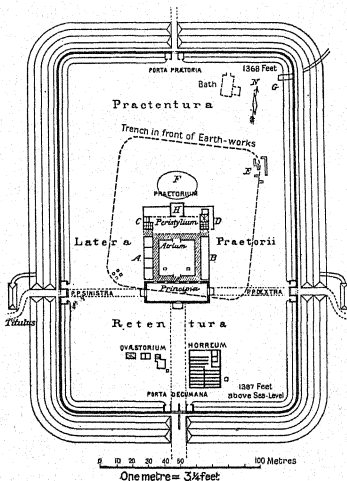 PORTA PRÆTORIA
1368 Feet
G
Bath
N
Praetentura
Trench in front of Earth-works
E
F
PRAETORIUM
H
C
Peristylium
D
Latera
Atrium
Praetorii
A
B
P.P. SINISTRA
Principia
P.P. DEXTRA
Titulus
Retentura
QVÆSTORIUM
HORREUM
1387 Feet
above Sea-Level
PORTA DECUMANA
0 10 20 30 40 50 100 Metres
One metre = 3¼ feet